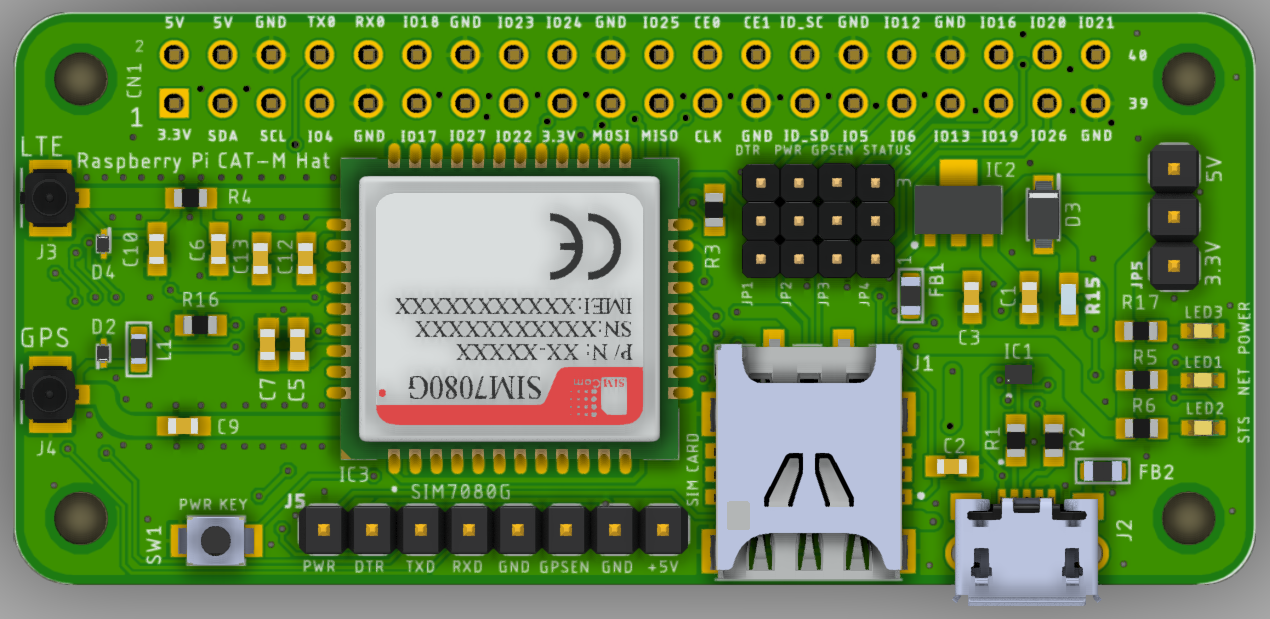 5V 5V GND TX0 RX0 IO18 GND IO23 IO24 GND IO25 CE0 CE1 ID_SC GND IO12 GND IO16 IO20 IO21
2 40
CN1
1 39
3.3V SDA SCL IO4 GND IO17 IO27 IO22 3.3V MOSI MISO CLK GND ID_SD IO5 IO6 IO13 IO19 IO26 GND
LTE
Raspberry Pi CAT-M Hat
DTR PWR GPSEN STATUS
3
IC2
5V
R4
J3
D4
C10
C6
C13
C12
R3
CE
D3
JP5
3.3V
JP1
JP2
JP3
JP4
1
FB1
C3
C1
R15
R16
IMEI:XXXXXXXXXXXX
SN:XXXXXXXXXXXX
P/N: XX-XXXXX
SIM7080G
SIM
GPS
D2
L1
C7
C5
R17
LED3
J1
IC1
R5
LED1
R6
LED2
STS NET POWER
J4
C9
R1
R2
C2
FB2
IC3
SIM7080G
SIM CARD
PWR KEY
SW1
J5
J2
PWR DTR TXD RXD GND GPSEN GND +5V